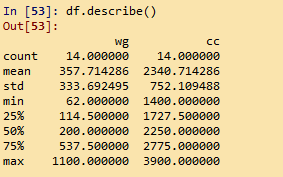 In [53]: df.describe()
Out[53]:
wg cc
count 14.000000 14.000000
mean 357.714286 2340.714286
std 333.692495 752.109488
min 62.000000 1400.000000
25% 114.500000 1727.500000
50% 200.000000 2250.000000
75% 537.500000 2775.000000
max 1100.000000 3900.000000